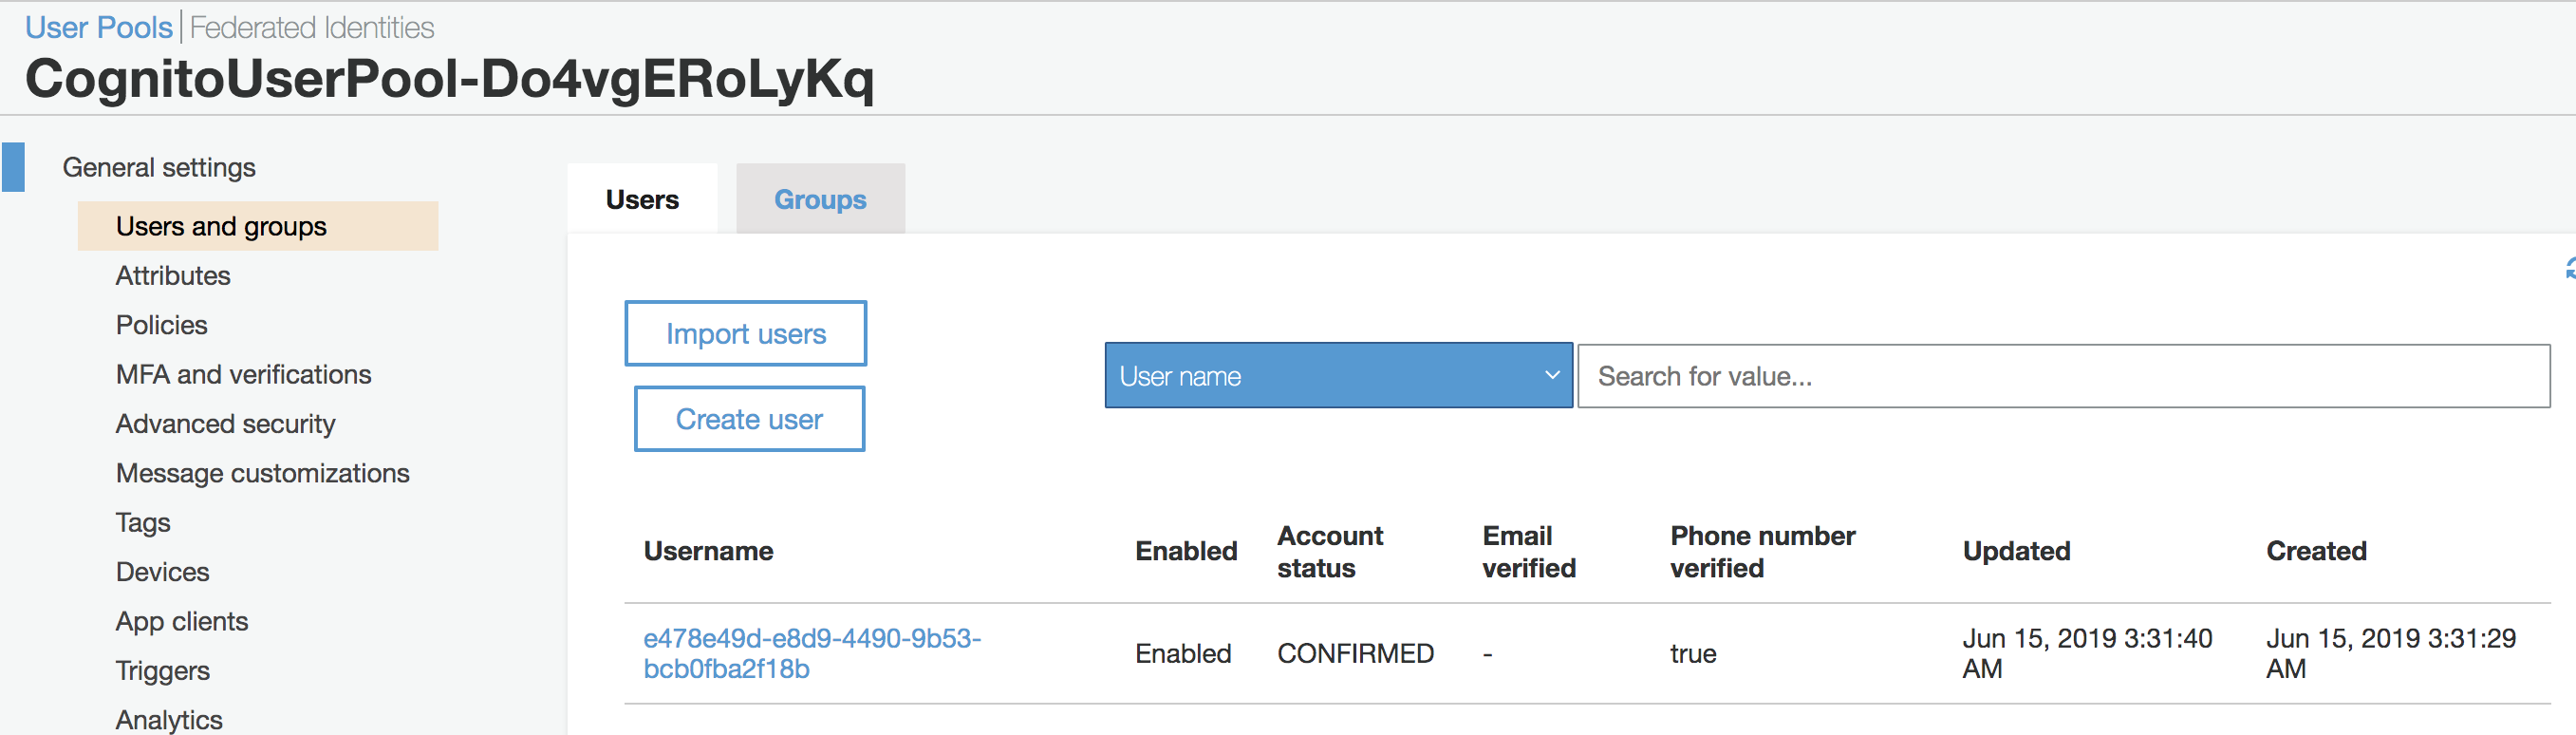 User Pools | Federated Identities
CognitoUserPool-Do4vgERoLyKq
General settings
Users and groups
Attributes
Policies
MFA and verifications
Advanced security
Message customizations
Tags
Devices
App clients
Triggers
Analytics
Users Groups
Import users
Create user
User name Search for value...
Username Enabled Account status Email verified Phone number verified Updated Created
e478e49d-e8d9-4490-9b53-
bcb0fba2f18b
Enabled CONFIRMED - true
Jun 15, 2019 3:31:40
AM
Jun 15, 2019 3:31:29
AM